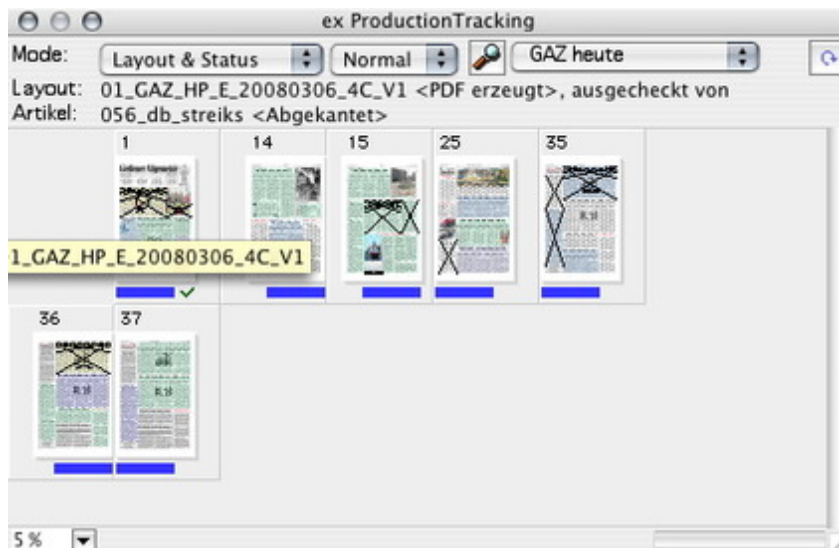 ex ProductionTracking
Mode: Layout & Status Normal GAZ heute
Layout: 01_GAZ_HP_E_20080306_4C_V1 <PDF erzeugt>, ausgecheckt von
Artikel: 056_db_streiks <Abgekantet>
1 14 15 25 35
1_GAZ_HP_E_20080306_4C_V1
36 37
5 %